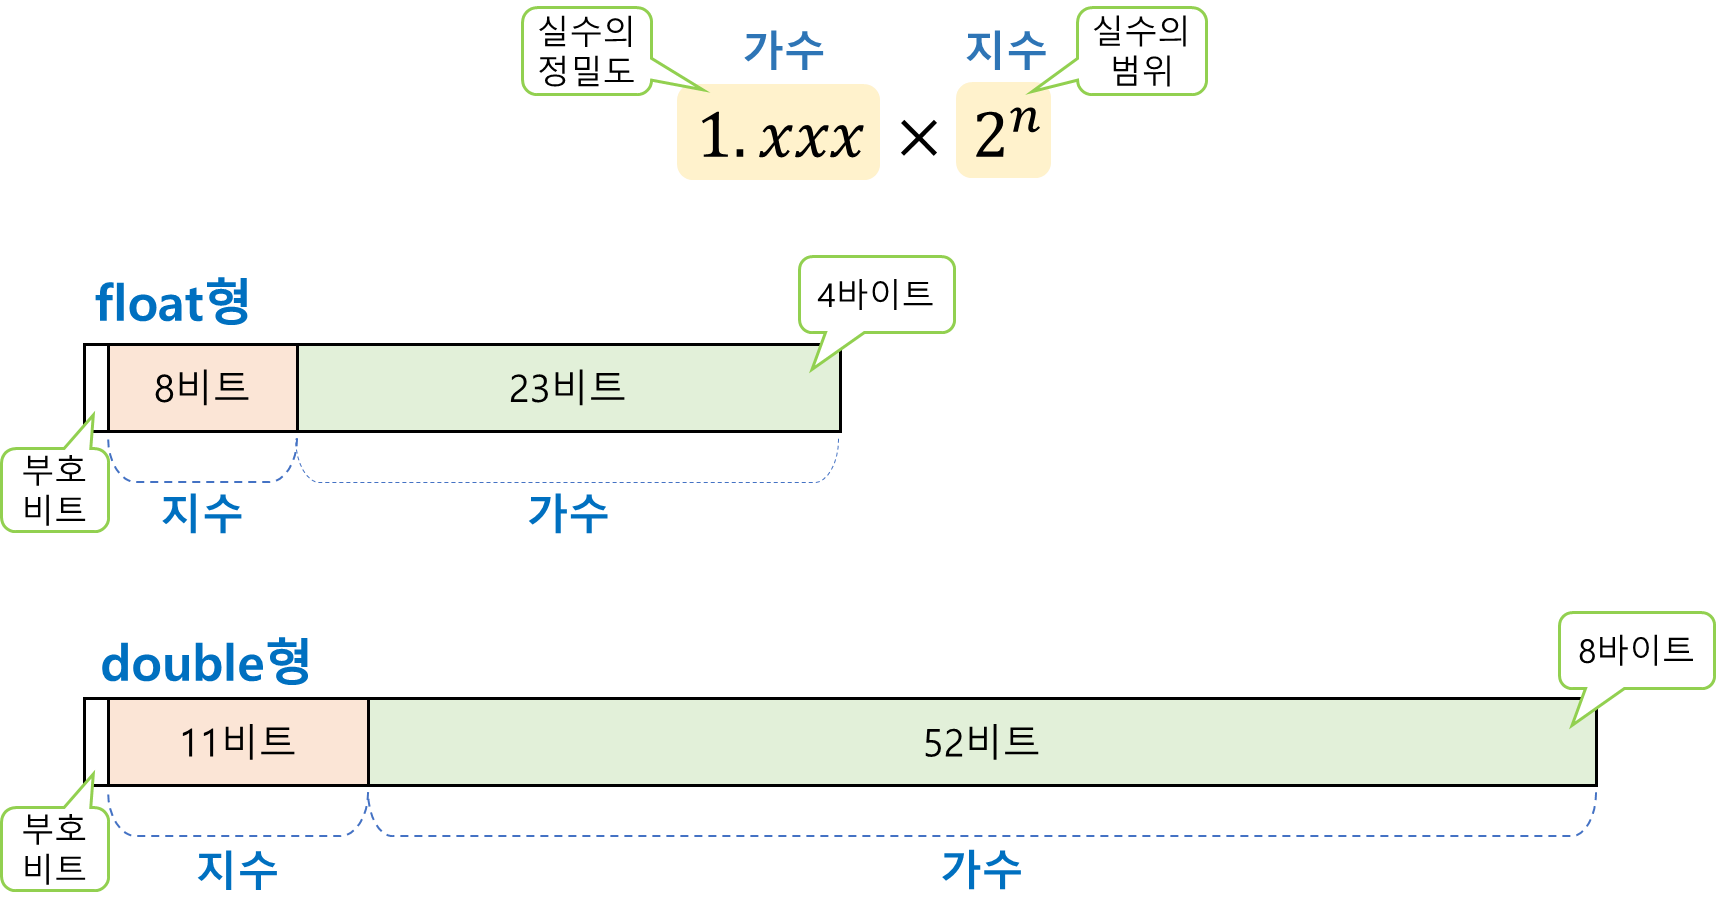 실수의
정밀도
가수
지수
실수의
범위
1.xxx × 2ⁿ
float형
4바이트
8비트
23비트
부호
비트
지수
가수
double형
8바이트
11비트
52비트
부호
비트
지수
가수